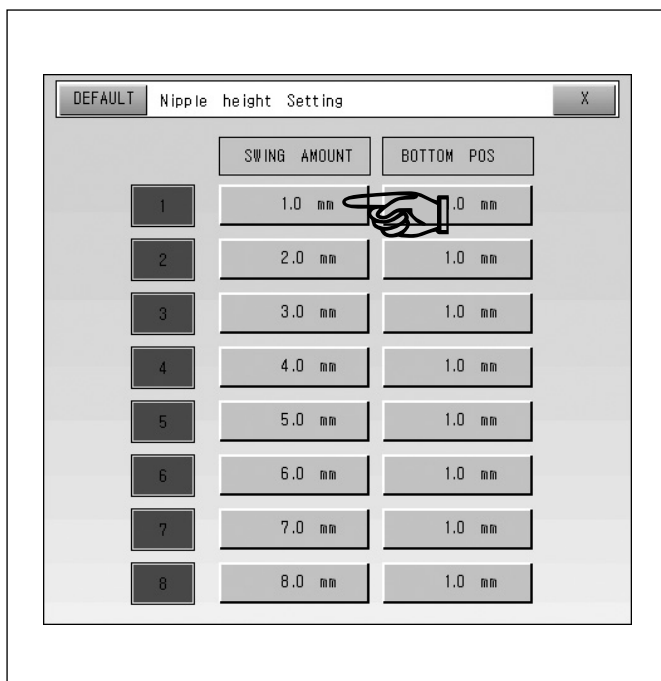 DEFAULT Nipple height Setting X
SWING AMOUNT BOTTOM POS
1 1.0 mm .0 mm
2 2.0 mm 1.0 mm
3 3.0 mm 1.0 mm
4 4.0 mm 1.0 mm
5 5.0 mm 1.0 mm
6 6.0 mm 1.0 mm
7 7.0 mm 1.0 mm
8 8.0 mm 1.0 mm